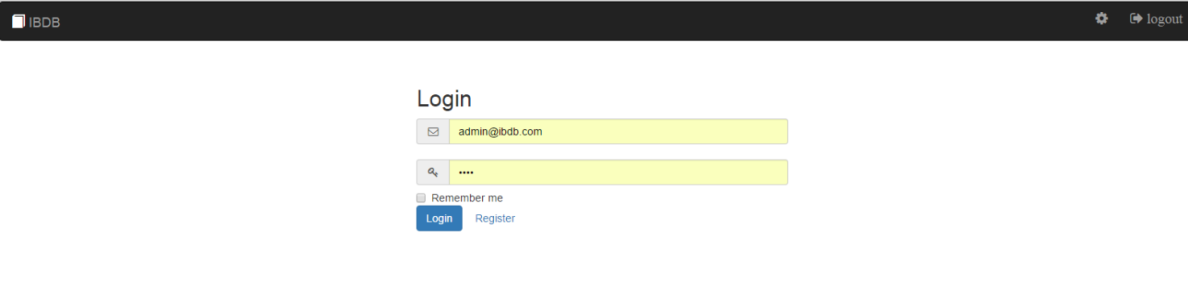 IBDB
logout
Login
admin@ibdb.com
••••
Remember me
Login Register